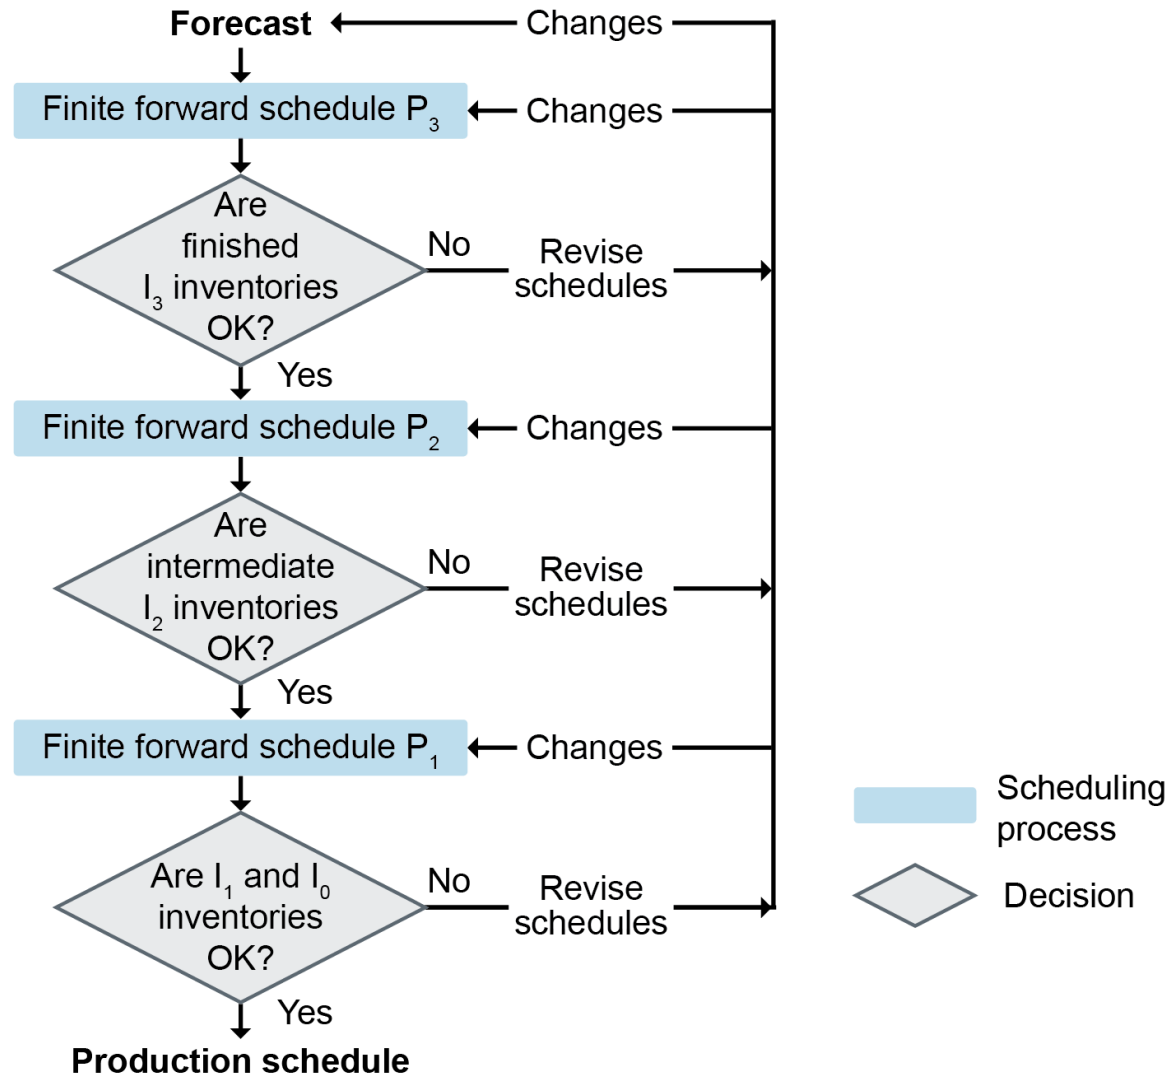 Forecast
Changes
Finite forward schedule P₃
Changes
Are
finished
I₃ inventories
OK?
No
Revise
schedules
Yes
Finite forward schedule P₂
Changes
Are
intermediate
I₂ inventories
OK?
No
Revise
schedules
Yes
Finite forward schedule P₁
Changes
Are I₁ and I₀
inventories
OK?
No
Revise
schedules
Yes
Production schedule
Scheduling
process
Decision